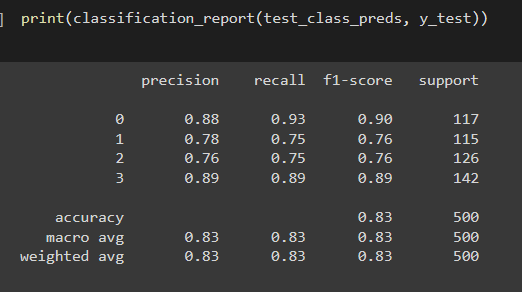 ] print(classification_report(test_class_preds, y_test))
precision recall f1-score support
0 0.88 0.93 0.90 117
1 0.78 0.75 0.76 115
2 0.76 0.75 0.76 126
3 0.89 0.89 0.89 142
accuracy 0.83 500
macro avg 0.83 0.83 0.83 500
weighted avg 0.83 0.83 0.83 500